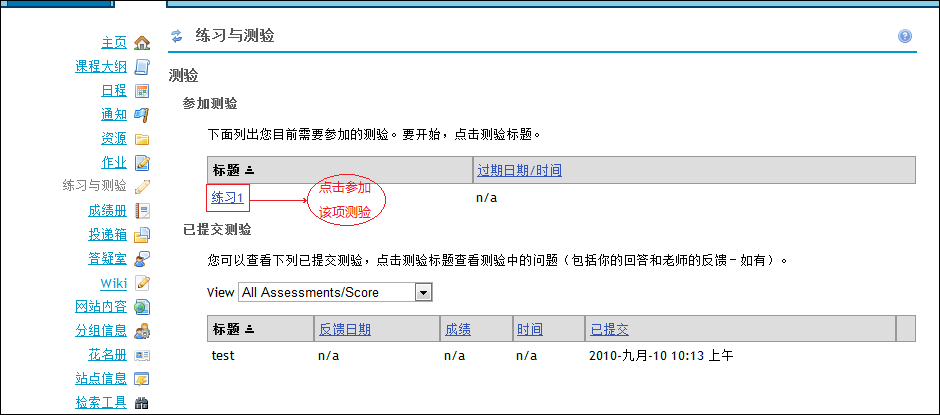 练习与测验
主页
课程大纲
日程
通知
资源
作业
练习与测验
成绩册
投递箱
答疑室
Wiki
网站内容
分组信息
花名册
站点信息
检索工具
测验
参加测验
下面列出您目前需要参加的测验。要开始，点击测验标题。
标题 过期日期/时间
练习1 n/a
点击参加
该项测验
已提交测验
您可以查看下列已提交测验，点击测验标题查看测验中的问题（包括你的回答和老师的反馈－如有）。
View All Assessments/Score
标题 反馈日期 成绩 时间 已提交
test n/a n/a n/a 2010-九月-10 10:13 上午